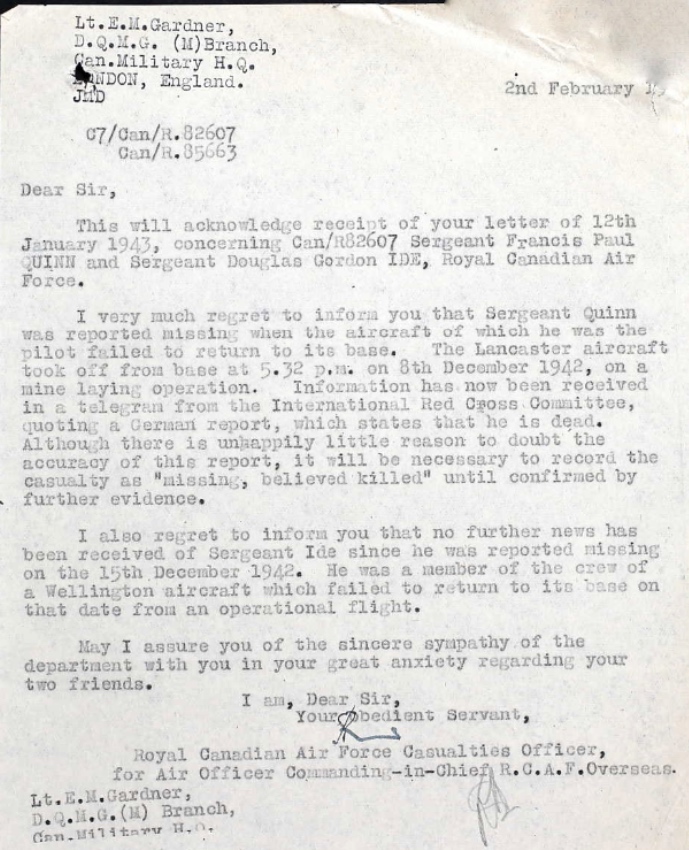 Lt.E.M.Gardner,
D.Q.M.G. (M)Branch,
Can.Military H.Q.
LONDON, England.
JMD
2nd February
C7/Can/R.82607
Can/R.85663
Dear Sir,
This will acknowledge receipt of your letter of 12th
January 1943, concerning Can/R82607 Sergeant Francis Paul
QUINN and Sergeant Douglas Gordon IDE, Royal Canadian Air
Force.
I very much regret to inform you that Sergeant Quinn
was reported missing when the aircraft of which he was the
pilot failed to return to its base. The Lancaster aircraft
took off from base at 5.32 p.m. on 8th December 1942, on a
mine laying operation. Information has now been received
in a telegram from the International Red Cross Committee,
quoting a German report, which states that he is dead.
Although there is unhappily little reason to doubt the
accuracy of this report, it will be necessary to record the
casualty as "missing, believed killed" until confirmed by
further evidence.
I also regret to inform you that no further news has
been received of Sergeant Ide since he was reported missing
on the 15th December 1942. He was a member of the crew of
a Wellington aircraft which failed to return to its base on
that date from an operational flight.
May I assure you of the sincere sympathy of the
department with you in your great anxiety regarding your
two friends.
I am, Dear Sir,
Your Obedient Servant,
Royal Canadian Air Force Casualties Officer,
for Air Officer Commanding-in-Chief R.C.A.F.Overseas.
Lt.E.M.Gardner,
D.Q.M.G.(M) Branch,
Can.Military H.Q.